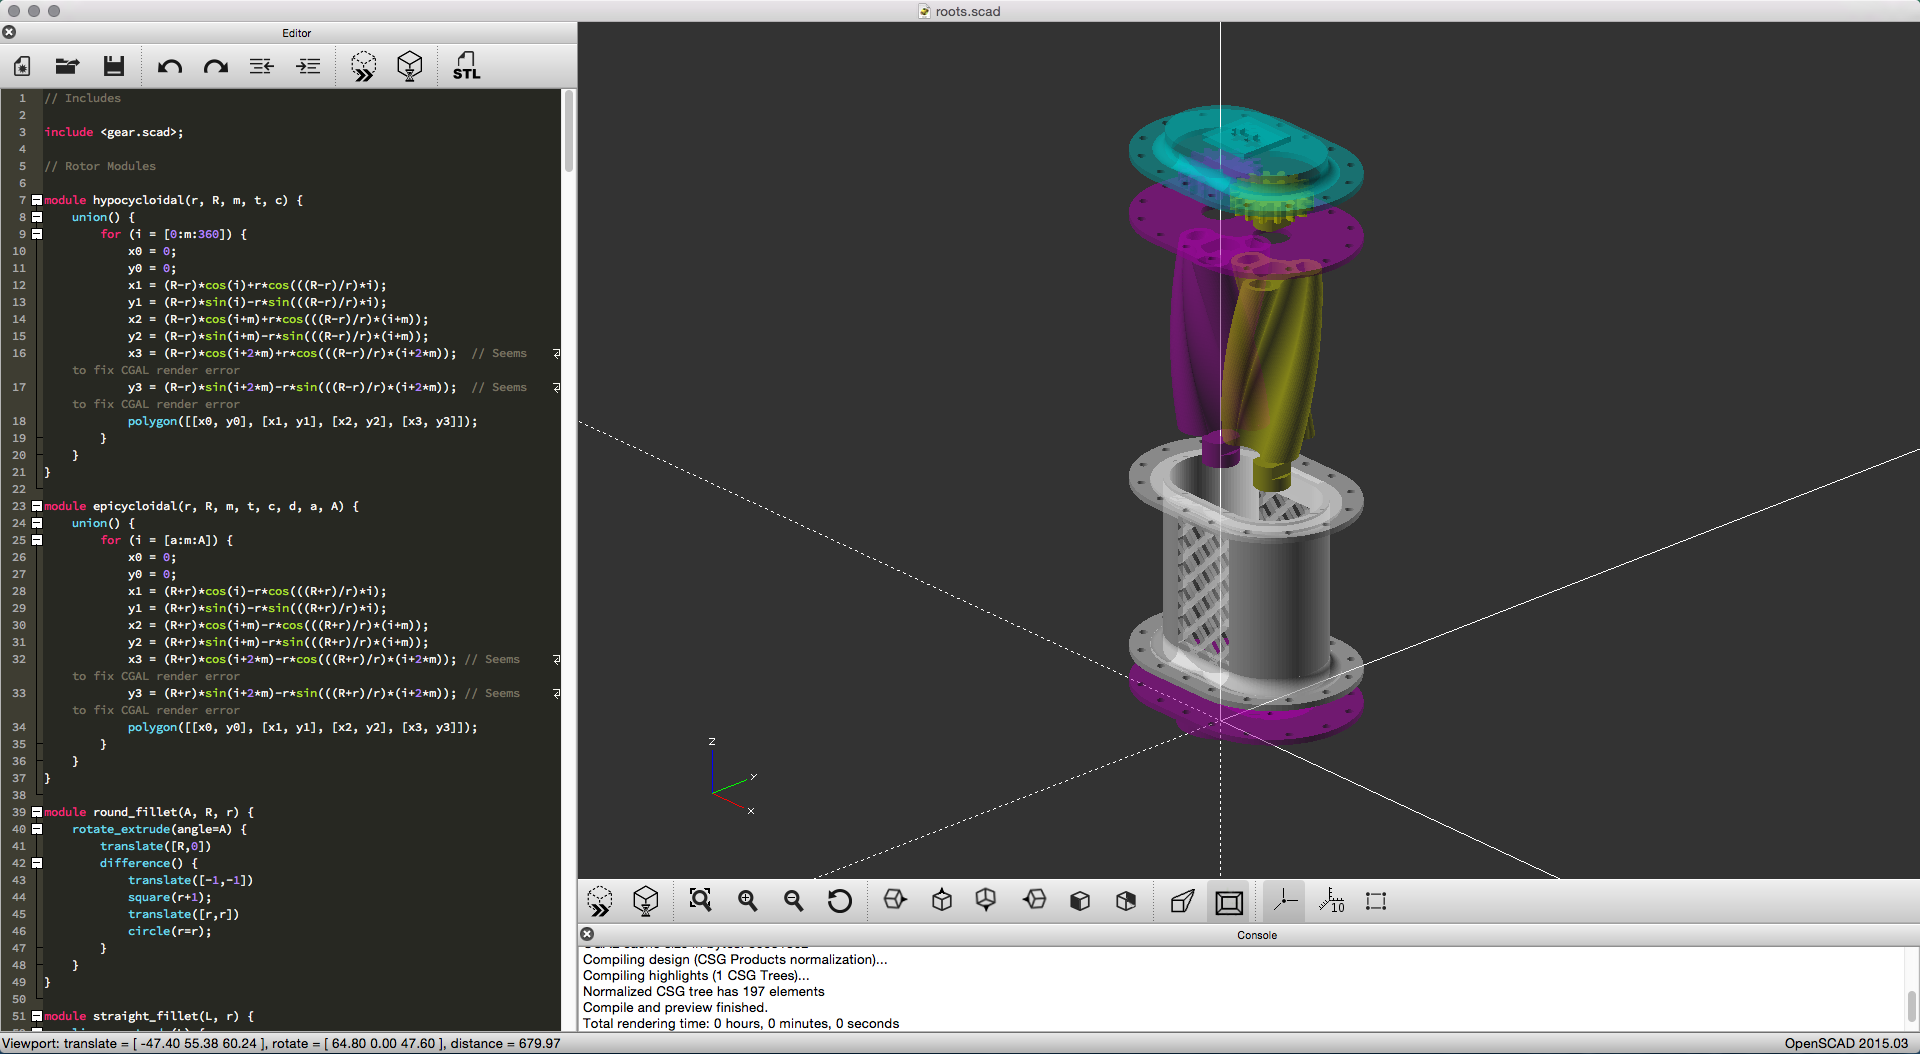 roots.scad
Editor
STL
1 // Includes
2
3 include <gear.scad>;
4
5 // Rotor Modules
6
7 module hypocycloidal(r, R, m, t, c) {
8 union() {
9 for (i = [0:m:360]) {
10 x0 = 0;
11 y0 = 0;
12 x1 = (R-r)*cos(i)+r*cos(((R-r)/r)*i);
13 y1 = (R-r)*sin(i)-r*sin(((R-r)/r)*i);
14 x2 = (R-r)*cos(i+m)+r*cos(((R-r)/r)*(i+m));
15 y2 = (R-r)*sin(i+m)-r*sin(((R-r)/r)*(i+m));
16 x3 = (R-r)*cos(i+2*m)+r*cos(((R-r)/r)*(i+2*m)); // Seems
to fix CGAL render error
17 y3 = (R-r)*sin(i+2*m)-r*sin(((R-r)/r)*(i+2*m)); // Seems
to fix CGAL render error
18 polygon([[x0, y0], [x1, y1], [x2, y2], [x3, y3]]);
19 }
20 }
21 }
22
23 module epicycloidal(r, R, m, t, c, d, a, A) {
24 union() {
25 for (i = [a:m:A]) {
26 x0 = 0;
27 y0 = 0;
28 x1 = (R+r)*cos(i)-r*cos(((R+r)/r)*i);
29 y1 = (R+r)*sin(i)-r*sin(((R+r)/r)*i);
30 x2 = (R+r)*cos(i+m)-r*cos(((R+r)/r)*(i+m));
31 y2 = (R+r)*sin(i+m)-r*sin(((R+r)/r)*(i+m));
32 x3 = (R+r)*cos(i+2*m)-r*cos(((R+r)/r)*(i+2*m)); // Seems
to fix CGAL render error
33 y3 = (R+r)*sin(i+2*m)-r*sin(((R+r)/r)*(i+2*m)); // Seems
to fix CGAL render error
34 polygon([[x0, y0], [x1, y1], [x2, y2], [x3, y3]]);
35 }
36 }
37 }
38
39 module round_fillet(A, R, r) {
40 rotate_extrude(angle=A) {
41 translate([R,0])
42 difference() {
43 translate([-1,-1])
44 square(r+1);
45 translate([r,r])
46 circle(r=r);
47 }
48 }
49 }
50
51 module straight_fillet(L, r) {
Z
Y
X
10
Console
Compiling design (CSG Products normalization)...
Compiling highlights (1 CSG Trees)...
Normalized CSG tree has 197 elements
Compile and preview finished.
Total rendering time: 0 hours, 0 minutes, 0 seconds
Viewport: translate = [ -47.40 55.38 60.24 ], rotate = [ 64.80 0.00 47.60 ], distance = 679.97
OpenSCAD 2015.03